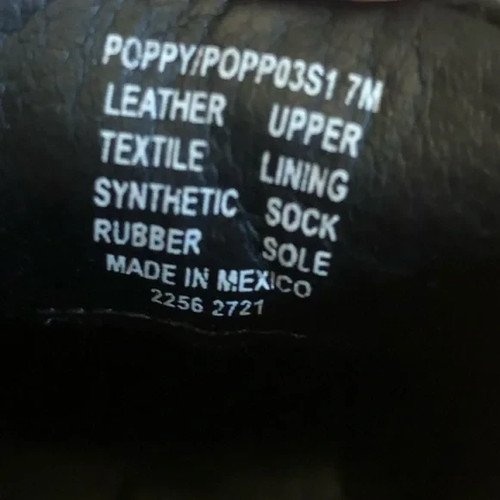 POPPY/POPP03S1 7M
LEATHER UPPER
TEXTILE LINING
SYNTHETIC SOCK
RUBBER SOLE
MADE IN MEXICO
2256 2721